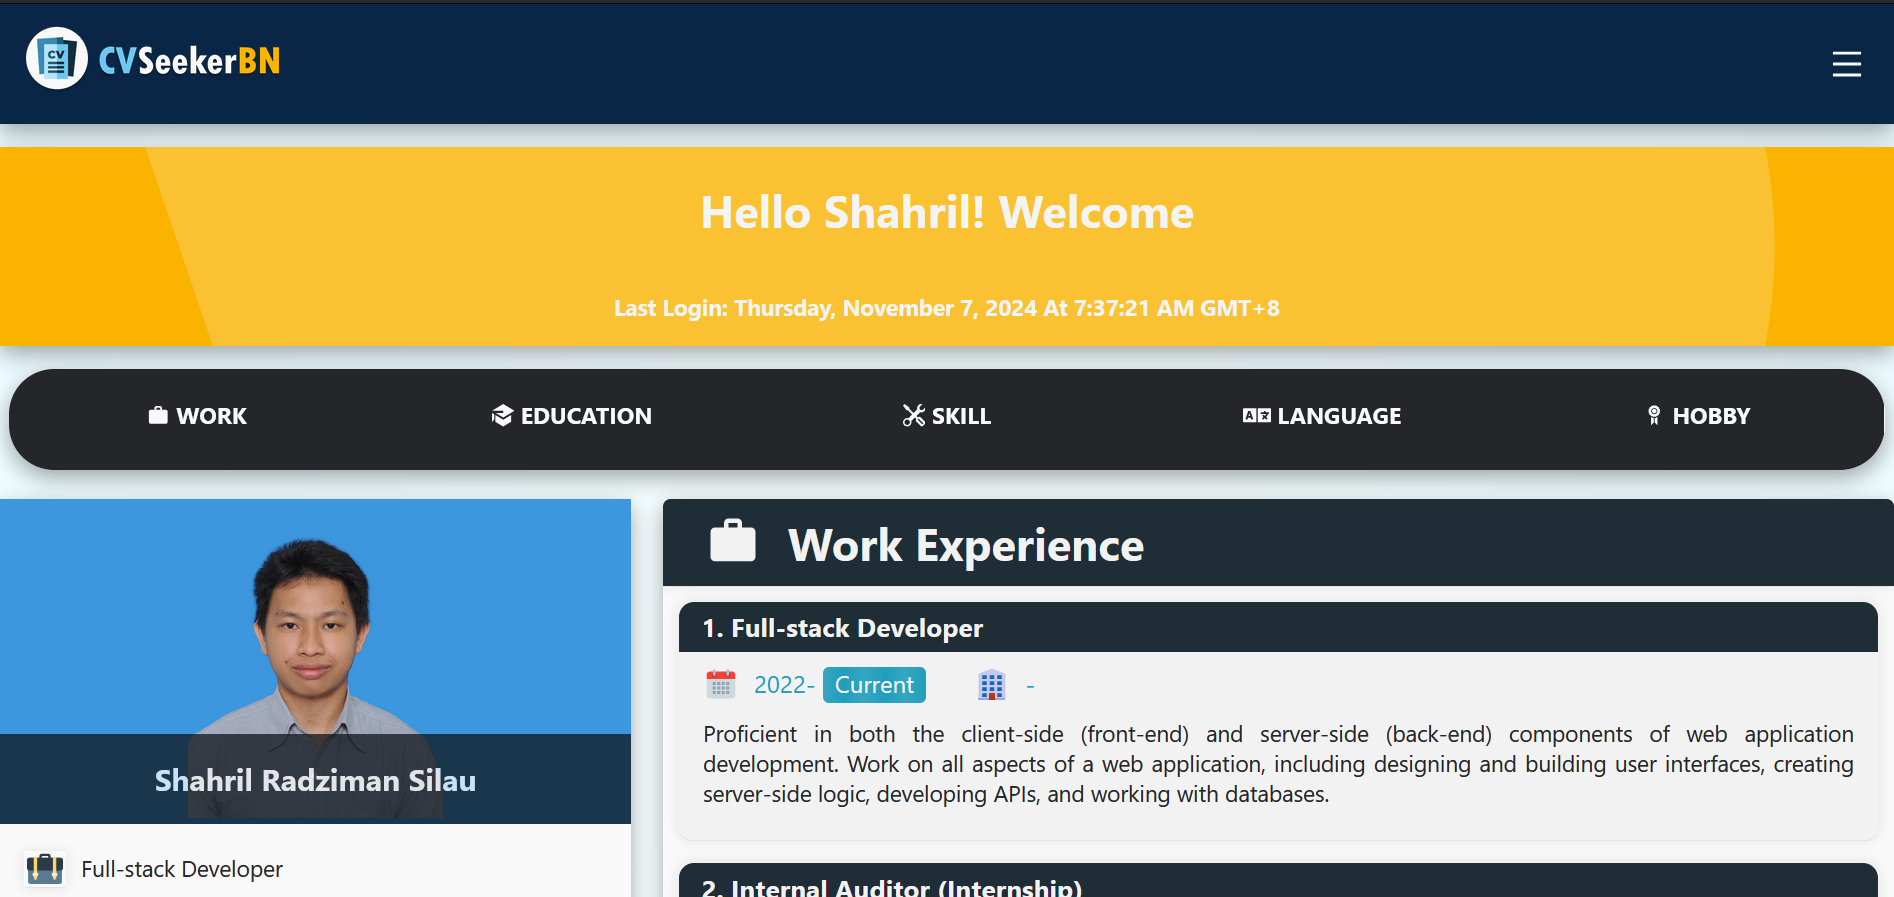 CV
CVSeekerBN
Hello Shahril! Welcome
Last Login: Thursday, November 7, 2024 At 7:37:21 AM GMT+8
WORK
EDUCATION
SKILL
LANGUAGE
HOBBY
Shahril Radziman Silau
Full-stack Developer
Work Experience
1. Full-stack Developer
2022- Current -
Proficient in both the client-side (front-end) and server-side (back-end) components of web application
development. Work on all aspects of a web application, including designing and building user interfaces, creating
server-side logic, developing APIs, and working with databases.
2. Internal Auditor (Internship)